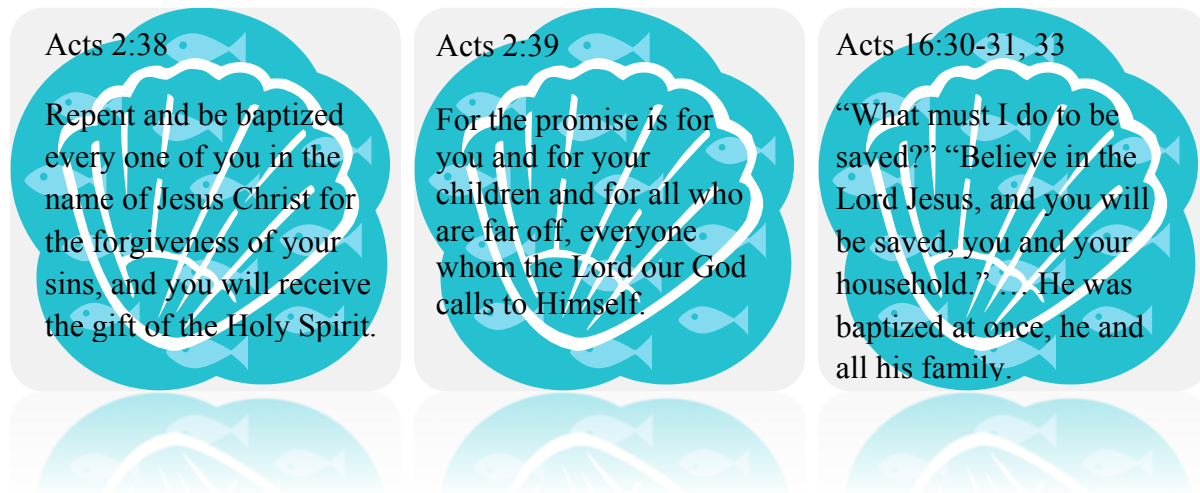 Acts 2:38
Repent and be baptized
every one of you in the
name of Jesus Christ for
the forgiveness of your
sins, and you will receive
the gift of the Holy Spirit.
Acts 2:39
For the promise is for
you and for your
children and for all who
are far off, everyone
whom the Lord our God
calls to Himself.
Acts 16:30-31, 33
“What must I do to be
saved?” “Believe in the
Lord Jesus, and you will
be saved, you and your
household.” … He was
baptized at once, he and
all his family.